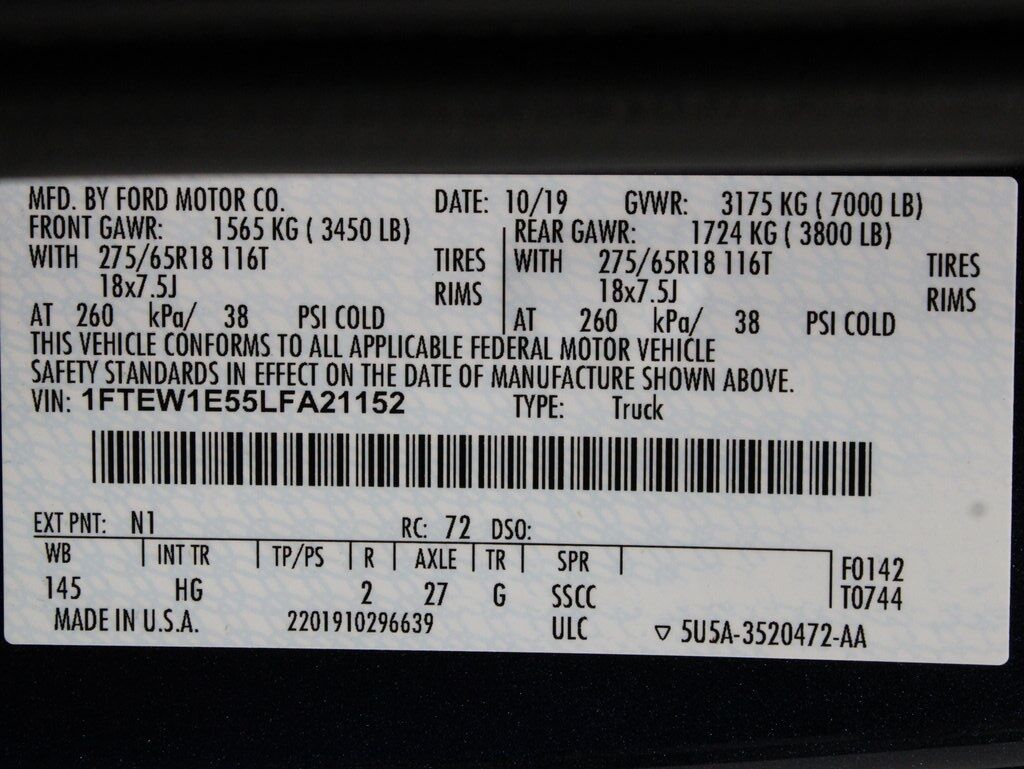 MFD. BY FORD MOTOR CO. DATE: 10/19 GVWR: 3175 KG ( 7000 LB)
FRONT GAWR: 1565 KG ( 3450 LB) REAR GAWR: 1724 KG ( 3800 LB)
WITH 275/65R18 116T TIRES WITH 275/65R18 116T TIRES
18x7.5J RIMS 18x7.5J RIMS
AT 260 kPa/ 38 PSI COLD AT 260 kPa/ 38 PSI COLD
THIS VEHICLE CONFORMS TO ALL APPLICABLE FEDERAL MOTOR VEHICLE
SAFETY STANDARDS IN EFFECT ON THE DATE OF MANUFACTURE SHOWN ABOVE.
VIN: 1FTEW1E55LFA21152 TYPE: Truck
EXT PNT: N1 RC: 72 DSO:
WB INT TR TP/PS R AXLE TR SPR F0142
145 HG 2 27 G SSCC T0744
MADE IN U.S.A. 2201910296639 ULC ▽ 5U5A-3520472-AA